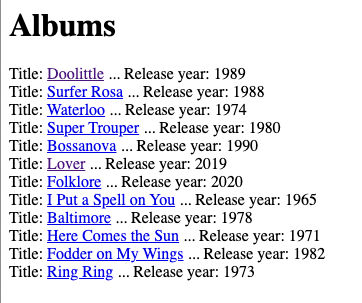 Albums
Title: Doolittle ... Release year: 1989
Title: Surfer Rosa ... Release year: 1988
Title: Waterloo ... Release year: 1974
Title: Super Trouper ... Release year: 1980
Title: Bossanova ... Release year: 1990
Title: Lover ... Release year: 2019
Title: Folklore ... Release year: 2020
Title: I Put a Spell on You ... Release year: 1965
Title: Baltimore ... Release year: 1978
Title: Here Comes the Sun ... Release year: 1971
Title: Fodder on My Wings ... Release year: 1982
Title: Ring Ring ... Release year: 1973